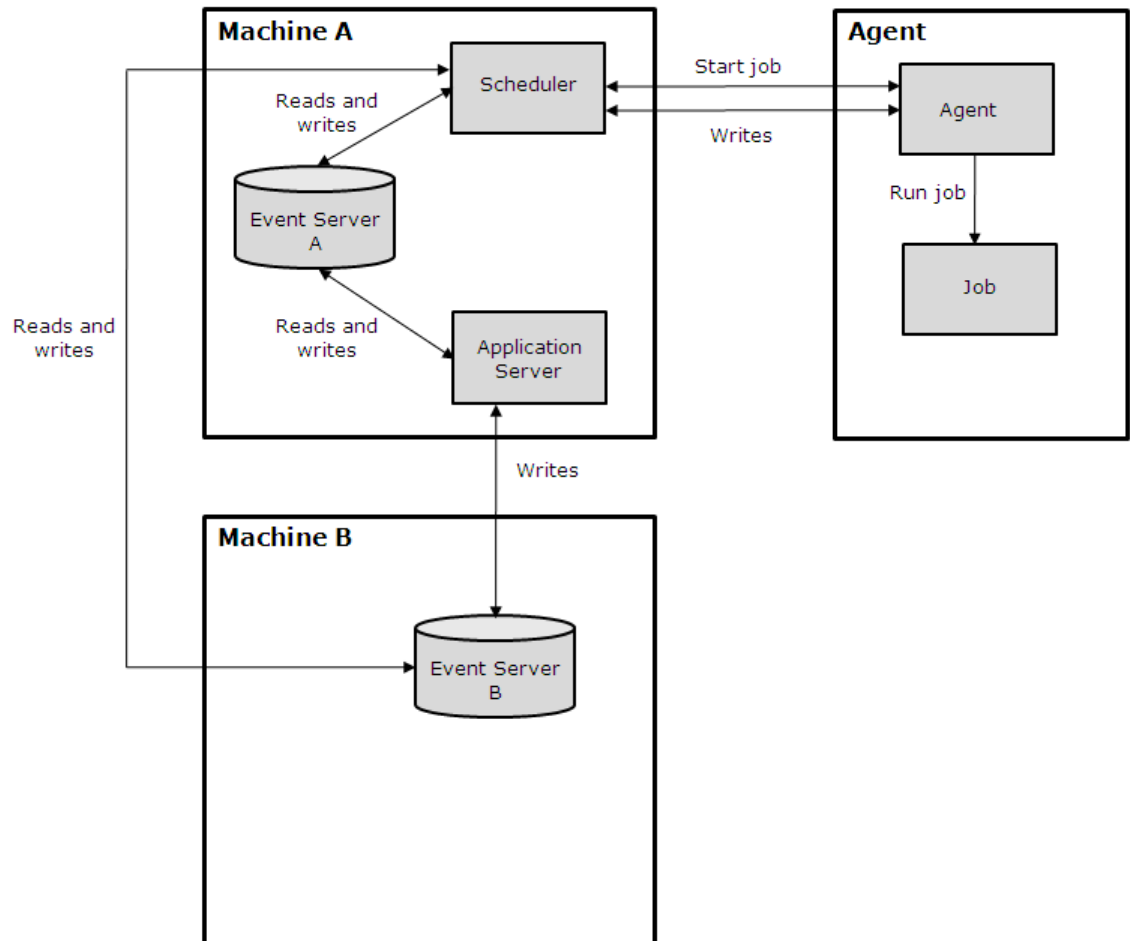 Machine A
Scheduler
Reads and
writes
Event Server
A
Reads and
writes
Application
Server
Start job
Writes
Agent
Agent
Run job
Job
Reads and
writes
Writes
Machine B
Event Server
B